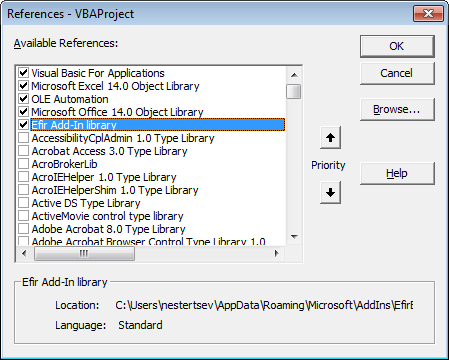 References - VBAProject
Available References:
Visual Basic For Applications
Microsoft Excel 14.0 Object Library
OLE Automation
Microsoft Office 14.0 Object Library
Efir Add-In library
AccessibilityCplAdmin 1.0 Type Library
Acrobat Access 3.0 Type Library
AcroBrokerLib
AcroIEHelper 1.0 Type Library
AcroIEHelperShim 1.0 Type Library
Active DS Type Library
ActiveMovie control type library
Adobe Acrobat 8.0 Type Library
Adobe Acrobat Browser Control Type Library 1.0
OK
Cancel
Browse...
Priority
Help
Efir Add-In library
Location: C:\Users\nestertsev\AppData\Roaming\Microsoft\AddIns\EfirE
Language: Standard